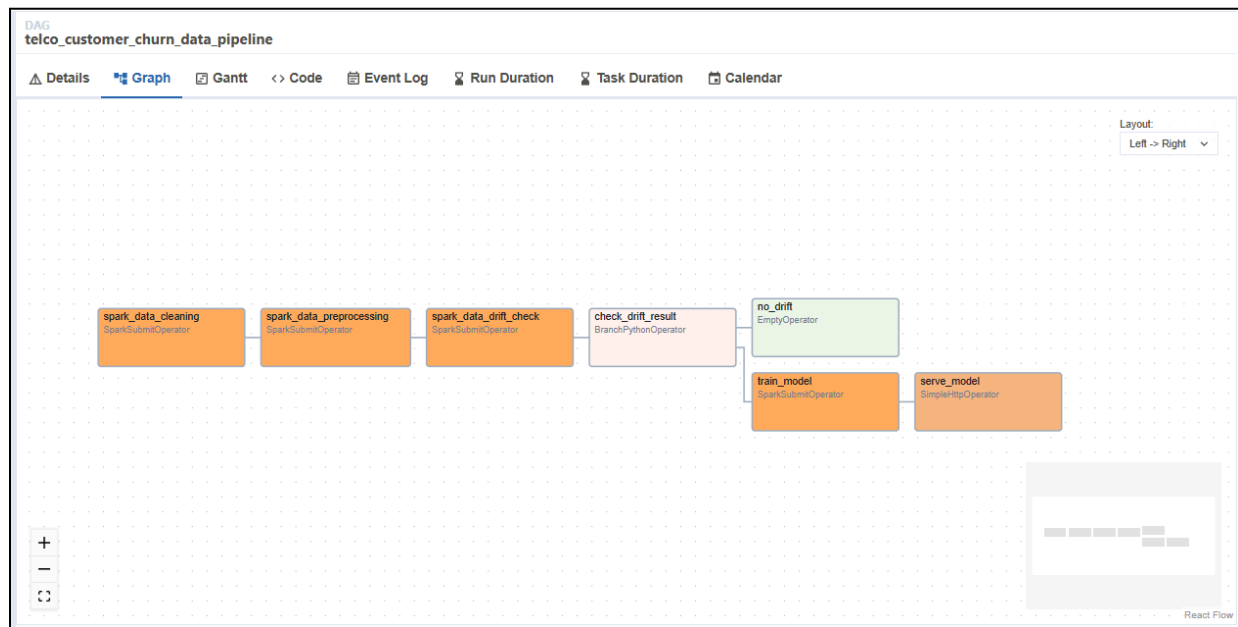 DAG
telco_customer_churn_data_pipeline
Details Graph Gantt Code Event Log Run Duration Task Duration Calendar
Layout:
Left -> Right
spark_data_cleaning
SparkSubmitOperator
spark_data_preprocessing
SparkSubmitOperator
spark_data_drift_check
SparkSubmitOperator
check_drift_result
BranchPythonOperator
no_drift
EmptyOperator
train_model
SparkSubmitOperator
serve_model
SimpleHttpOperator
React Flow